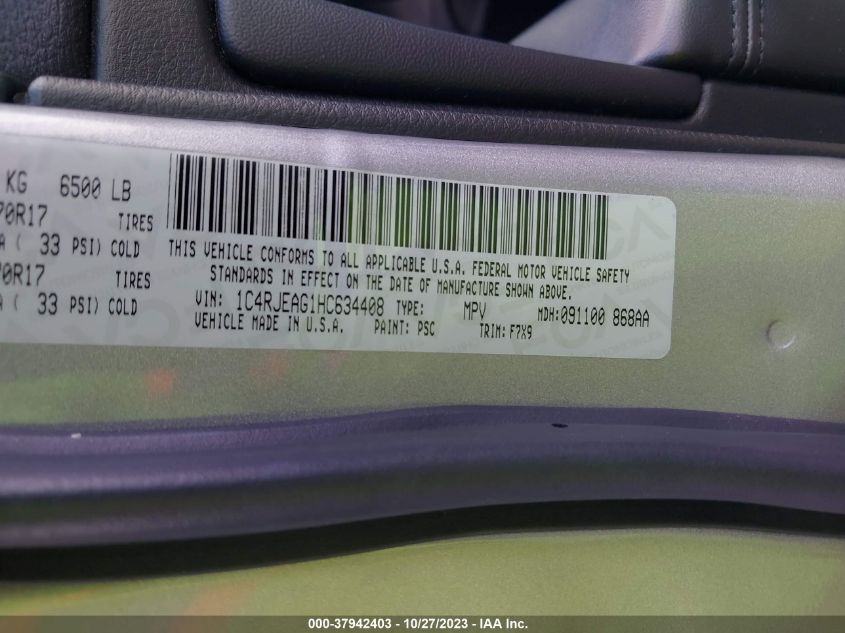 KG 6500 LB
70R17 TIRES
( 33 PSI) COLD
70R17 TIRES
( 33 PSI) COLD
THIS VEHICLE CONFORMS TO ALL APPLICABLE U.S.A. FEDERAL MOTOR VEHICLE SAFETY
STANDARDS IN EFFECT ON THE DATE OF MANUFACTURE SHOWN ABOVE.
VIN: 1C4RJEAG1HC634408 TYPE: MPV MDH:091100 868AA
VEHICLE MADE IN U.S.A. PAINT: PSC TRIM: F7X9
000-37942403 - 10/27/2023 - IAA Inc.